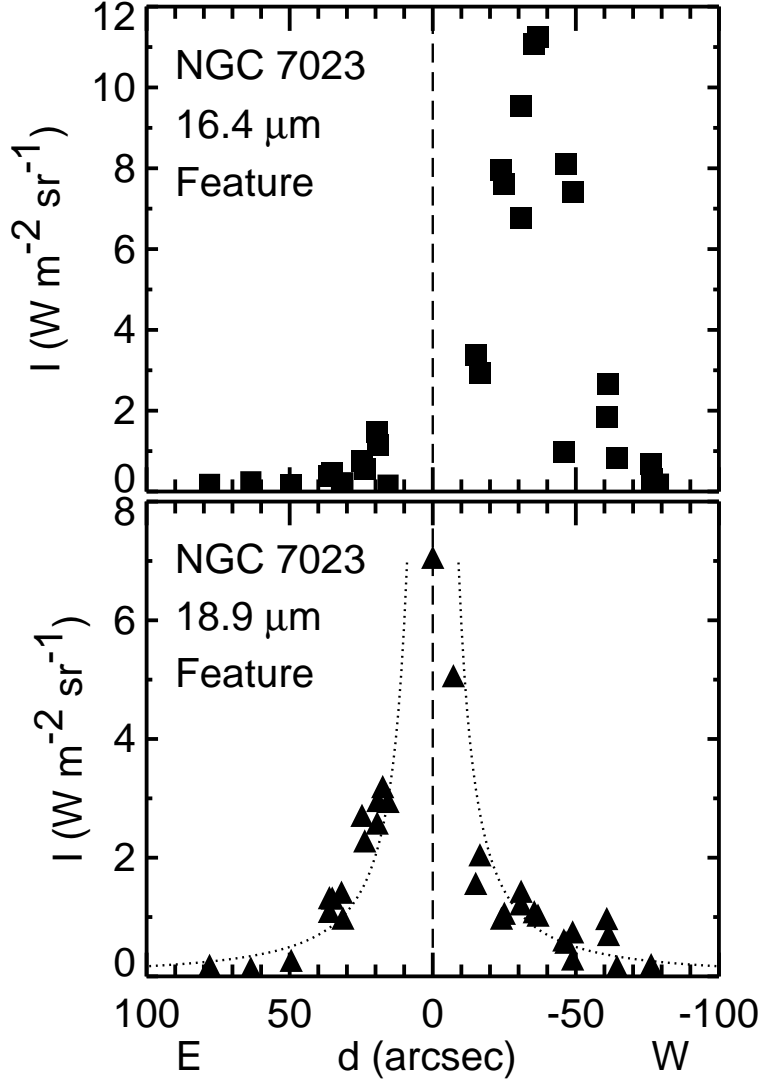 12
10
8
6
4
2
0
I (W m-2 sr-1)
NGC 7023
16.4 μm
Feature
8
6
4
2
0
I (W m-2 sr-1)
NGC 7023
18.9 μm
Feature
100 50 0 -50 -100
E d (arcsec) W